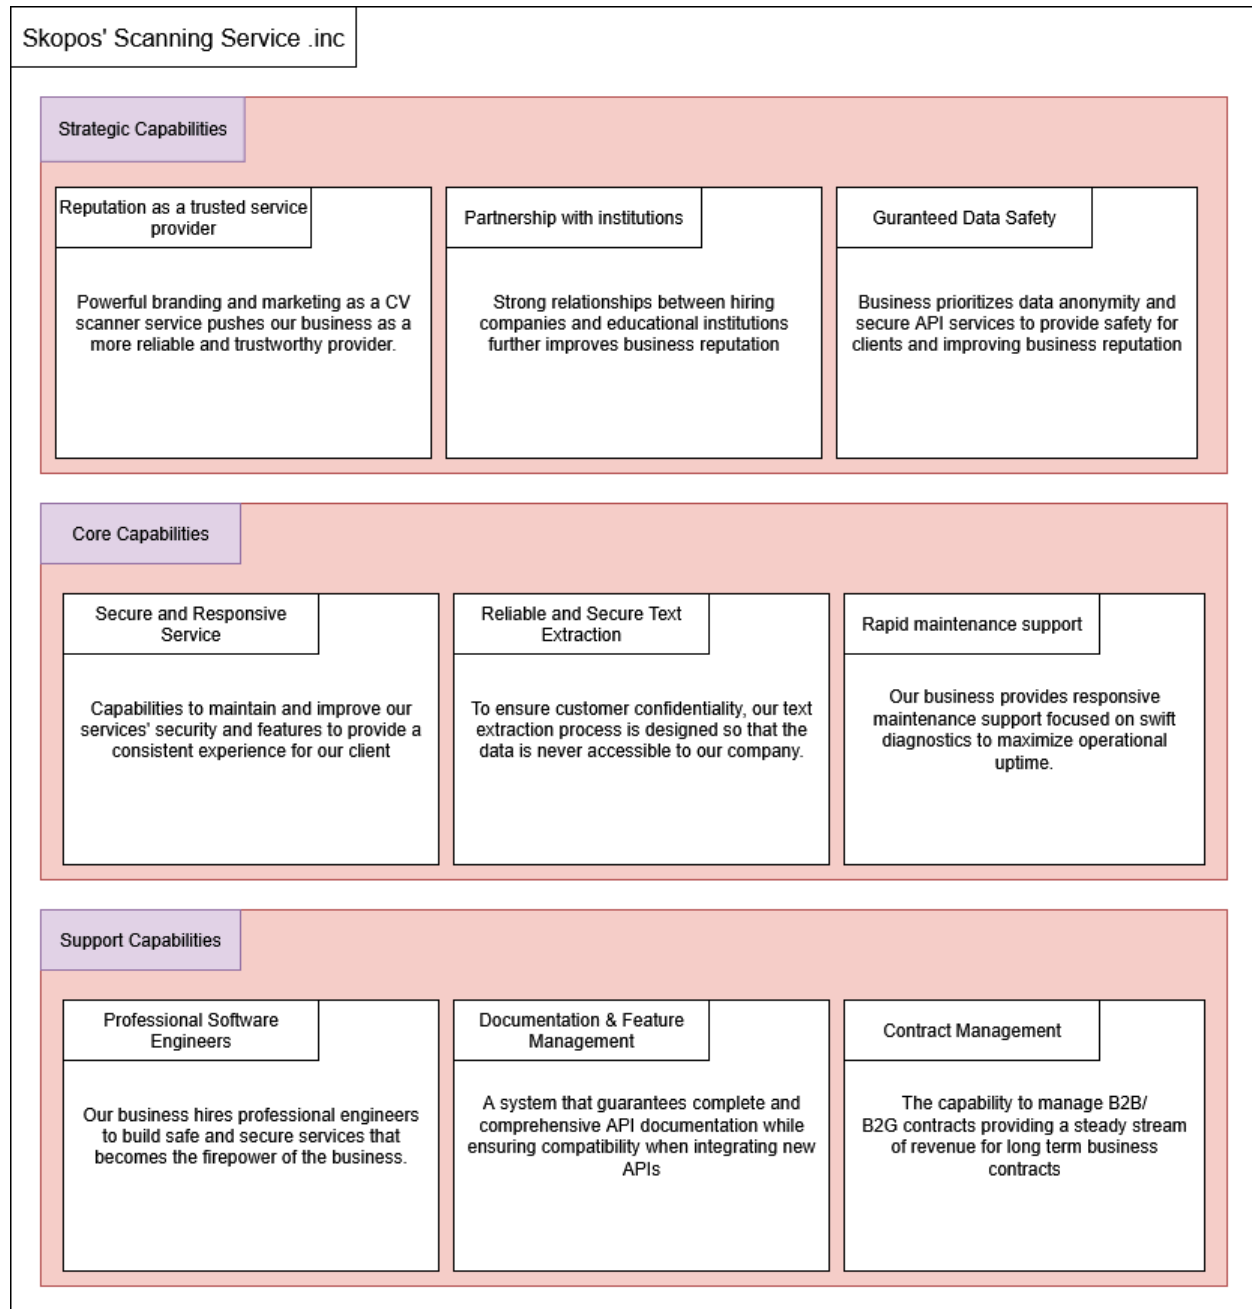 Skopos' Scanning Service .inc
Strategic Capabilities
Reputation as a trusted service
provider
Powerful branding and marketing as a CV
scanner service pushes our business as a
more reliable and trustworthy provider.
Partnership with institutions
Strong relationships between hiring
companies and educational institutions
further improves business reputation
Guranteed Data Safety
Business prioritizes data anonymity and
secure API services to provide safety for
clients and improving business reputation
Core Capabilities
Secure and Responsive
Service
Capabilities to maintain and improve our
services' security and features to provide a
consistent experience for our client
Reliable and Secure Text
Extraction
To ensure customer confidentiality, our text
extraction process is designed so that the
data is never accessible to our company.
Rapid maintenance support
Our business provides responsive
maintenance support focused on swift
diagnostics to maximize operational
uptime.
Support Capabilities
Professional Software
Engineers
Our business hires professional engineers
to build safe and secure services that
becomes the firepower of the business.
Documentation & Feature
Management
A system that guarantees complete and
comprehensive API documentation while
ensuring compatibility when integrating new
APIs
Contract Management
The capability to manage B2B/
B2G contracts providing a steady stream
of revenue for long term business
contracts